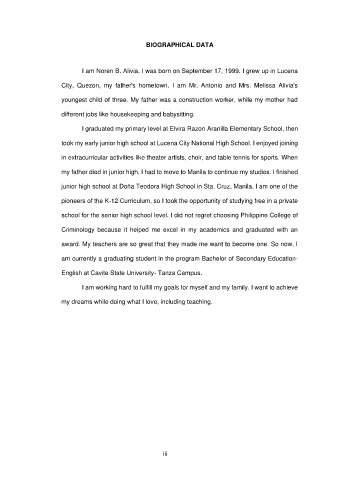 BIOGRAPHICAL DATA
I am Noren B. Alivia. I was born on September 17, 1999. I grew up in Lucena
City, Quezon, my father's hometown. I am Mr. Antonio and Mrs. Melissa Alivia's
youngest child of three. My father was a construction worker, while my mother had
different jobs like housekeeping and babysitting.
I graduated my primary level at Elvira Razon Aranilla Elementary School, then
took my early junior high school at Lucena City National High School. I enjoyed joining
in extracurricular activities like theater artists, choir, and table tennis for sports. When
my father died in junior high, I had to move to Manila to continue my studies. I finished
junior high school at Doña Teodora High School in Sta. Cruz, Manila. I am one of the
pioneers of the K-12 Curriculum, so I took the opportunity of studying free in a private
school for the senior high school level. I did not regret choosing Philippine College of
Criminology because it helped me excel in my academics and graduated with an
award. My teachers are so great that they made me want to become one. So now, I
am currently a graduating student in the program Bachelor of Secondary Education-
English at Cavite State University- Tanza Campus.
I am working hard to fulfill my goals for myself and my family. I want to achieve
my dreams while doing what I love, including teaching.
iii